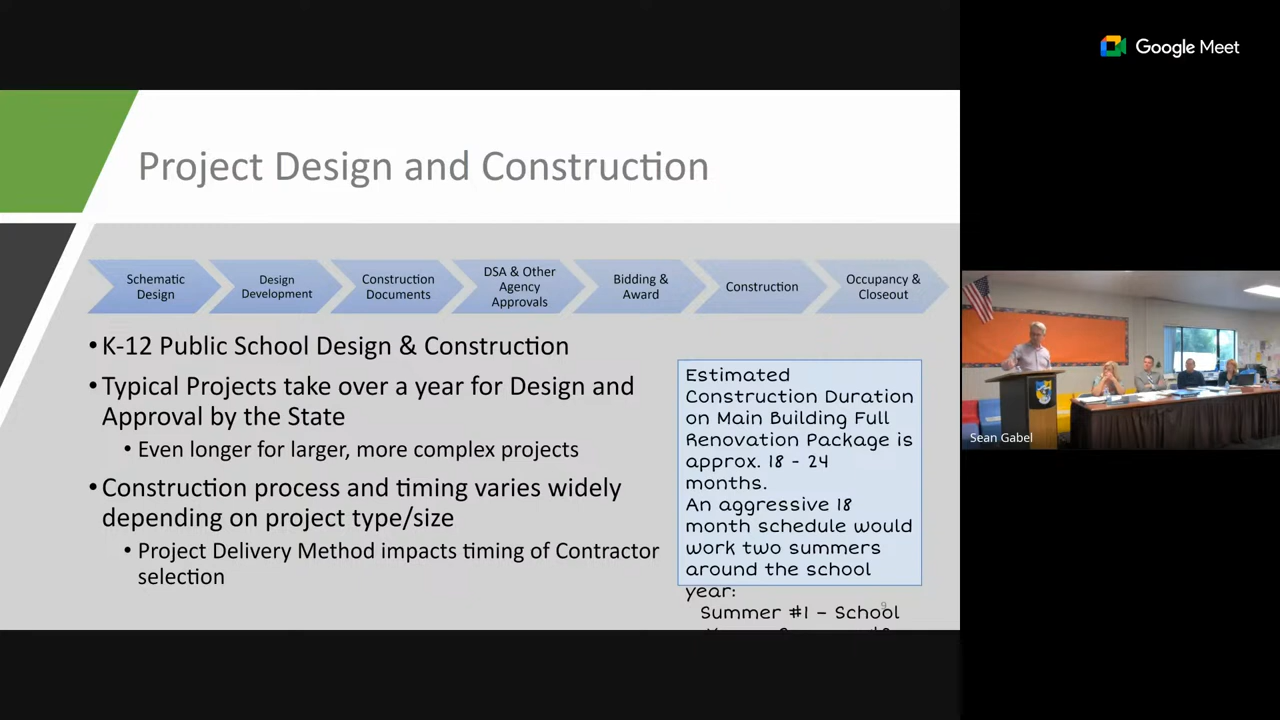 Google Meet
Project Design and Construction
Schematic
Design
Design
Development
Construction
Documents
DSA & Other
Agency
Approvals
Bidding &
Award
Construction
Occupancy &
Closeout
•K-12 Public School Design & Construction
•Typical Projects take over a year for Design and
Approval by the State
• Even longer for larger, more complex projects
•Construction process and timing varies widely
depending on project type/size
• Project Delivery Method impacts timing of Contractor
selection
Estimated
Construction Duration
on Main Building Full
Renovation Package is
approx. 18 - 24
months.
An aggressive 18
month schedule would
work two summers
around the school
year:
Summer #1 – School
9
Sean Gabel